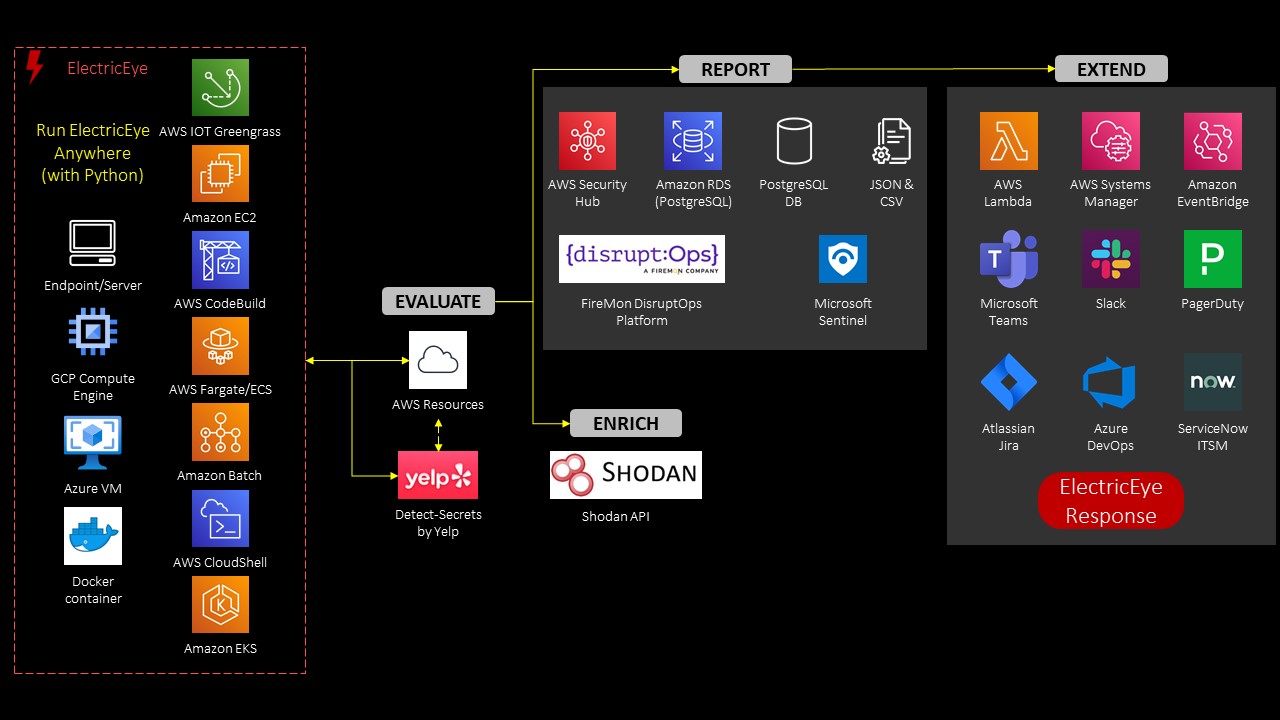 ElectricEye
Run ElectricEye
Anywhere
(with Python)
Endpoint/Server
GCP Compute
Engine
Azure VM
Docker
container
AWS IOT Greengrass
Amazon EC2
AWS CodeBuild
AWS Fargate/ECS
Amazon Batch
AWS CloudShell
K
Amazon EKS
EVALUATE
AWS Resources
yelp
Detect-Secrets
by Yelp
REPORT
AWS Security
Hub
Amazon RDS
(PostgreSQL)
PostgreSQL
DB
JSON &
CSV
{disrupt:Ops}
A FIREMON COMPANY
FireMon DisruptOps
Platform
Microsoft
Sentinel
ENRICH
SHODAN
Shodan API
EXTEND
AWS
Lambda
AWS Systems
Manager
Amazon
EventBridge
T
Microsoft
Teams
Slack
P
PagerDuty
Atlassian
Jira
Azure
DevOps
now
ServiceNow
ITSM
ElectricEye
Response